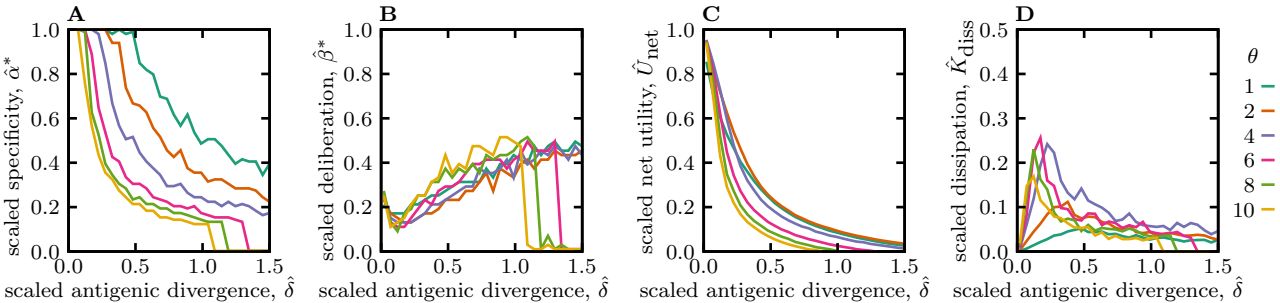 A
B
C
D
scaled specificity, α̂*
1.0
0.8
0.6
0.4
0.2
0.0
0.0 0.5 1.0 1.5
scaled antigenic divergence, δ̂
scaled deliberation, β̂*
1.0
0.8
0.6
0.4
0.2
0.0
0.0 0.5 1.0 1.5
scaled antigenic divergence, δ̂
scaled net utility, Û_net
1.0
0.8
0.6
0.4
0.2
0.0
0.0 0.5 1.0 1.5
scaled antigenic divergence, δ̂
scaled dissipation, K̂_diss
0.5
0.4
0.3
0.2
0.1
0.0
0.0 0.5 1.0 1.5
scaled antigenic divergence, δ̂
θ
1
2
4
6
8
10